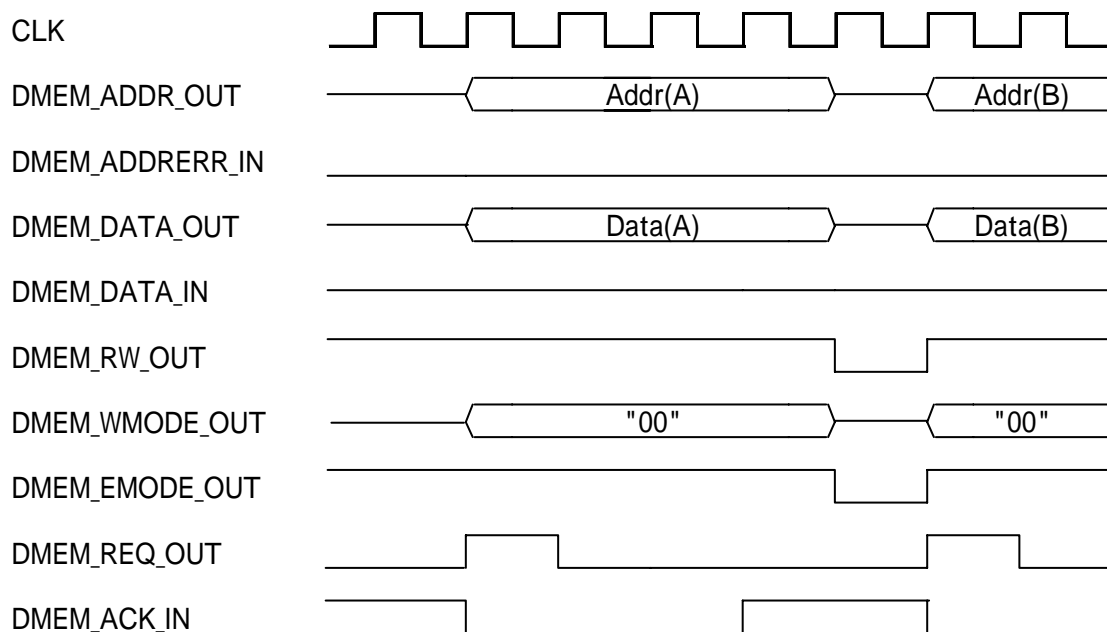 CLK
DMEM_ADDR_OUT Addr(A) Addr(B)
DMEM_ADDRERR_IN
DMEM_DATA_OUT Data(A) Data(B)
DMEM_DATA_IN
DMEM_RW_OUT
DMEM_WMODE_OUT "00" "00"
DMEM_EMODE_OUT
DMEM_REQ_OUT
DMEM_ACK_IN